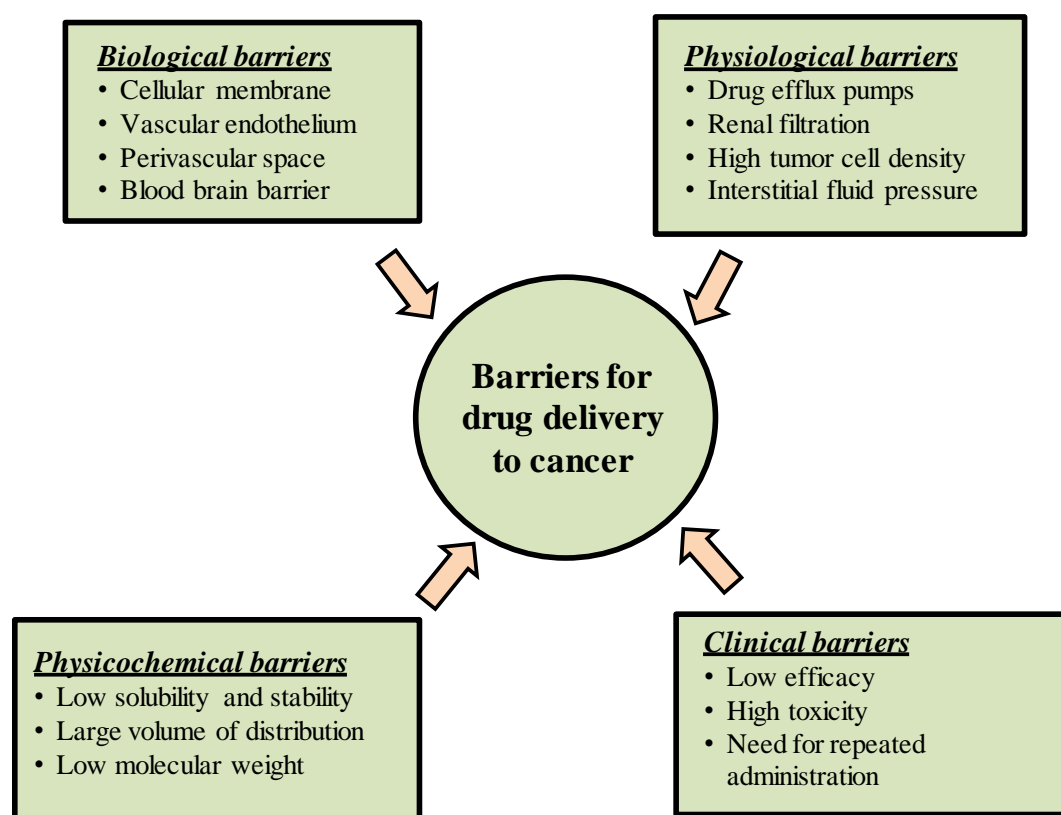 Biological barriers
• Cellular membrane
• Vascular endothelium
• Perivascular space
• Blood brain barrier
Physiological barriers
• Drug efflux pumps
• Renal filtration
• High tumor cell density
• Interstitial fluid pressure
Barriers for
drug delivery
to cancer
Physicochemical barriers
• Low solubility and stability
• Large volume of distribution
• Low molecular weight
Clinical barriers
• Low efficacy
• High toxicity
• Need for repeated
administration